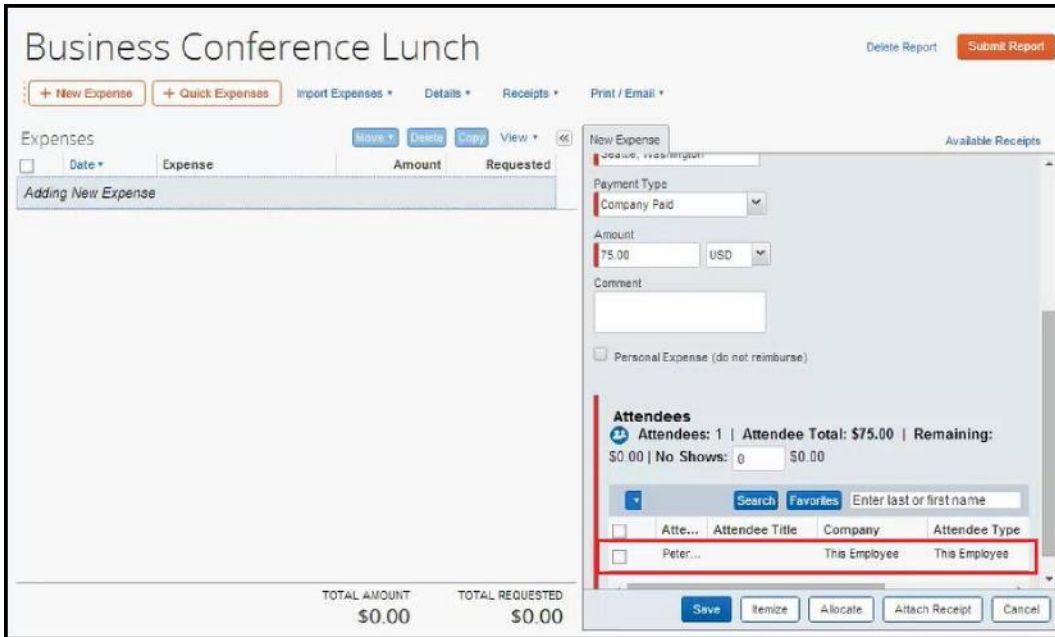 Business Conference Lunch
Delete Report
Submit Report
+ New Expense
+ Quick Expenses
Import Expenses
Details
Receipts
Print / Email
Expenses
Move
Delete
Copy
View
New Expense
Available Receipts
Date
Expense
Amount
Requested
Adding New Expense
Seattle, Washington
Payment Type
Company Paid
Amount
75.00
USD
Comment
Personal Expense (do not reimburse)
Attendees
Attendees: 1 | Attendee Total: $75.00 | Remaining:
$0.00 | No Shows: 0 $0.00
Search
Favorites
Enter last or first name
Atte...
Attendee Title
Company
Attendee Type
Peter...
This Employee
This Employee
TOTAL AMOUNT
TOTAL REQUESTED
$0.00
$0.00
Save
Itemize
Allocate
Attach Receipt
Cancel